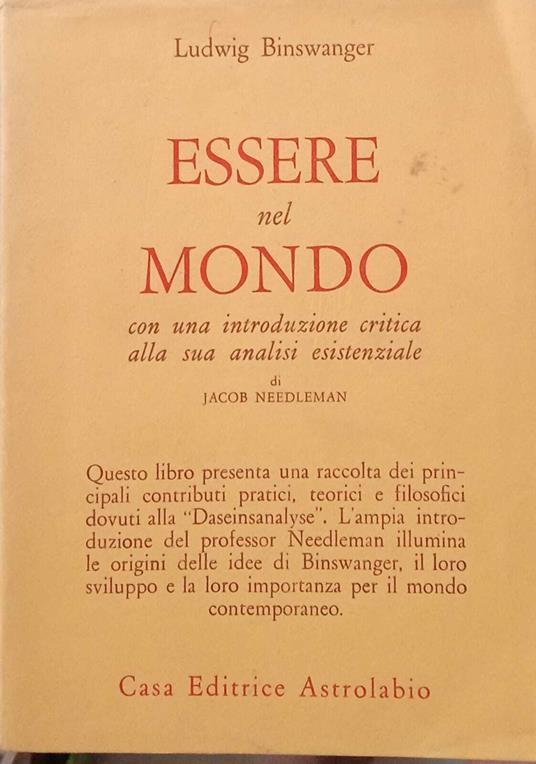 Ludwig Binswanger
ESSERE
nel
MONDO
con una introduzione critica
alla sua analisi esistenziale
di
JACOB NEEDLEMAN
Questo libro presenta una raccolta dei prin-
cipali contributi pratici, teorici e filosofici
dovuti alla "Daseinsanalyse". L'ampia intro-
duzione del professor Needleman illumina
le origini delle idee di Binswanger, il loro
sviluppo e la loro importanza per il mondo
contemporaneo.
Casa Editrice Astrolabio